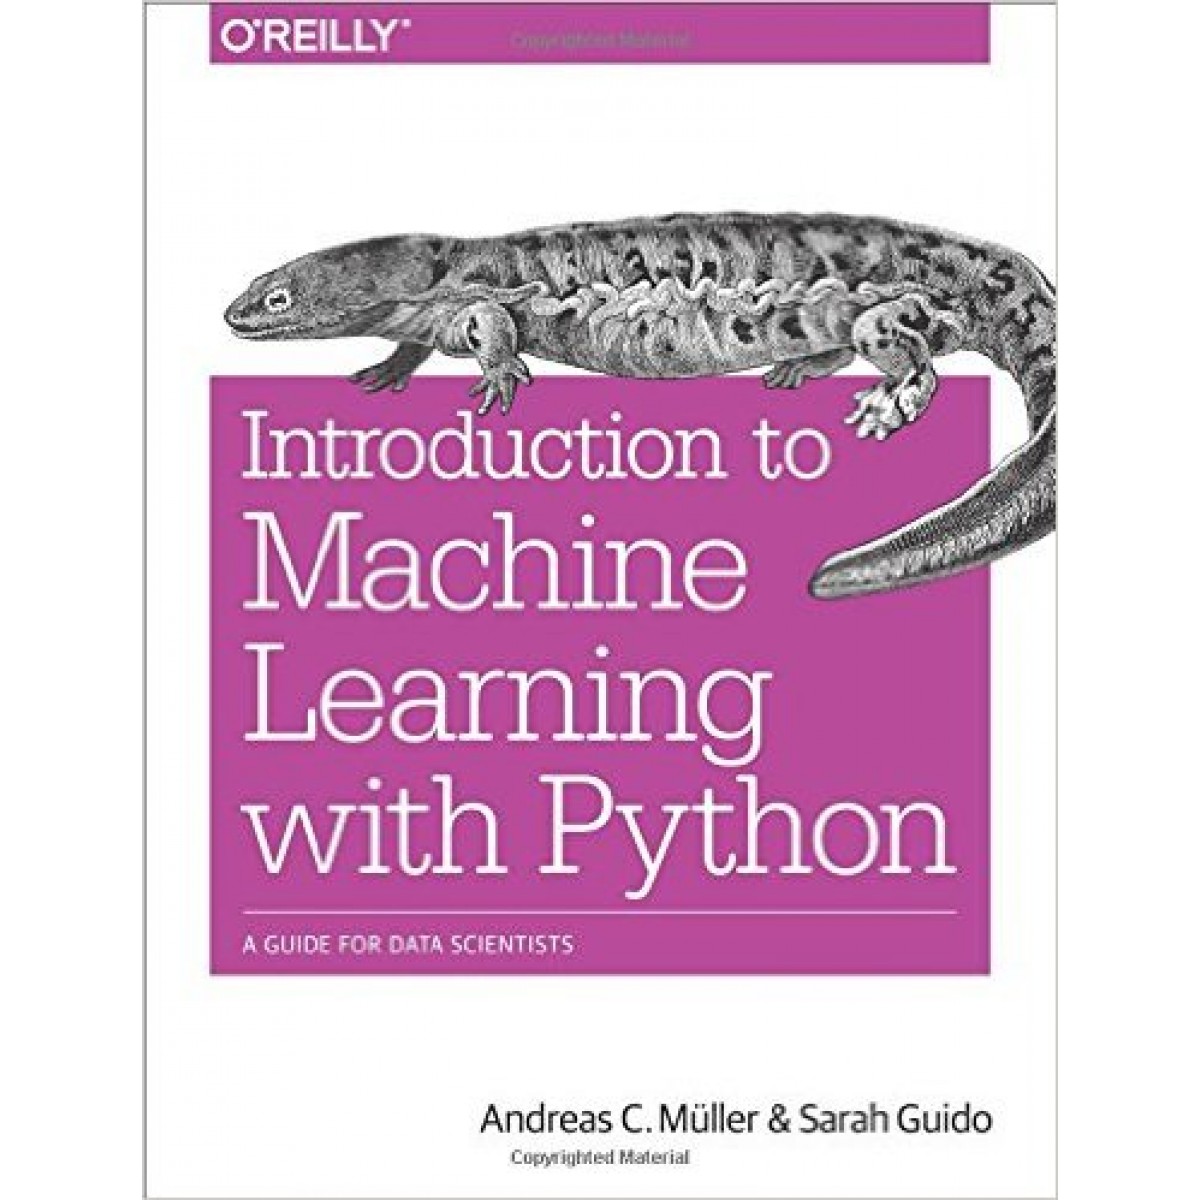 O'REILLY®
Copyrighted Material
Introduction to
Machine
Learning
with Python
A GUIDE FOR DATA SCIENTISTS
Andreas C. Müller & Sarah Guido
Copyrighted Material